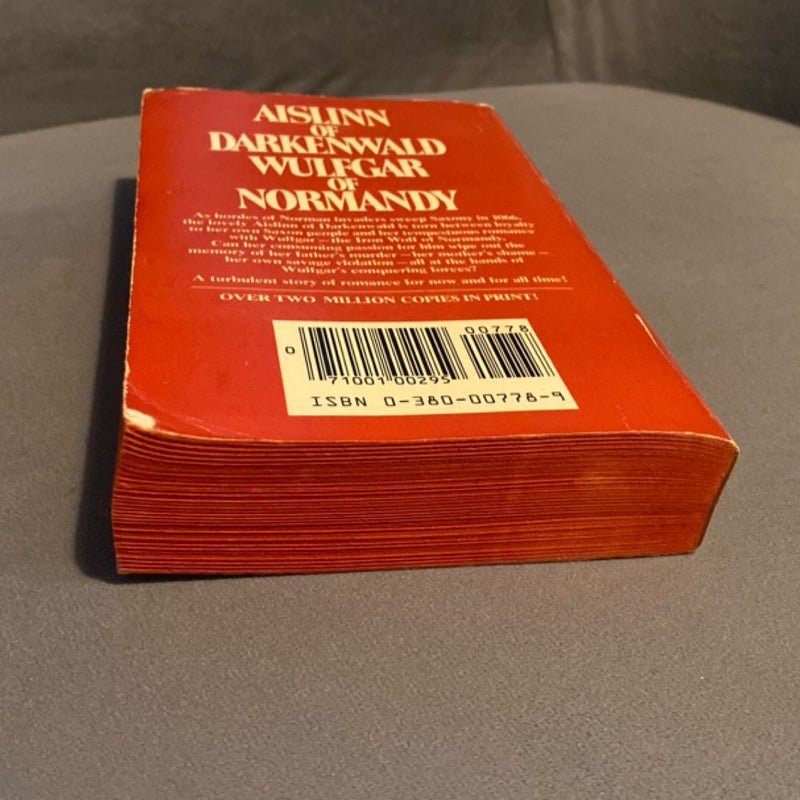 AISLINN
OF
DARKENWALD
WULFGAR
OF
NORMANDY
As hordes of Norman invaders sweep Saxony in 1066,
the lovely Aislinn of Darkenwald is torn between loyalty
to her own Saxon people and her tempestuous romance
with Wulfgar—the Iron Wolf of Normandy.
Can her consuming passion for him wipe out the
memory of her father's murder—her mother's shame—
her own savage violation—all at the hands of
Wulfgar's conquering forces?
A turbulent story of romance for now and for all time!
OVER TWO MILLION COPIES IN PRINT!
00778
0
71001 00295
ISBN 0-380-00778-9